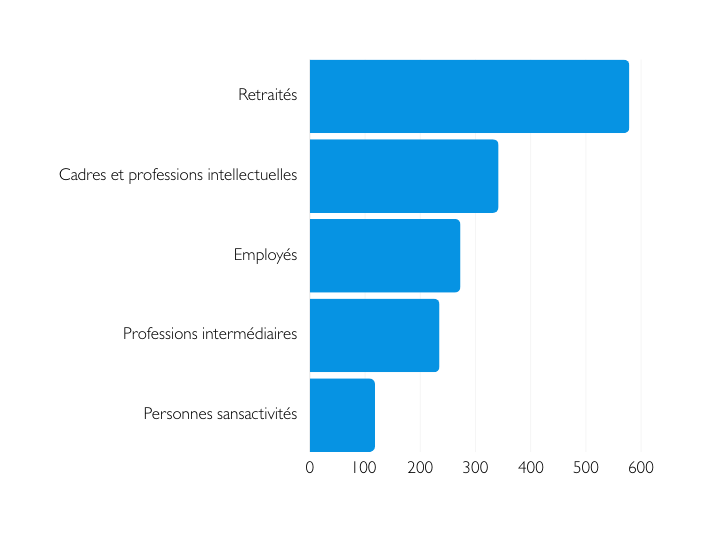 Retraités
Cadres et professions intellectuelles
Employés
Professions intermédiaires
Personnes sansactivités
0 100 200 300 400 500 600